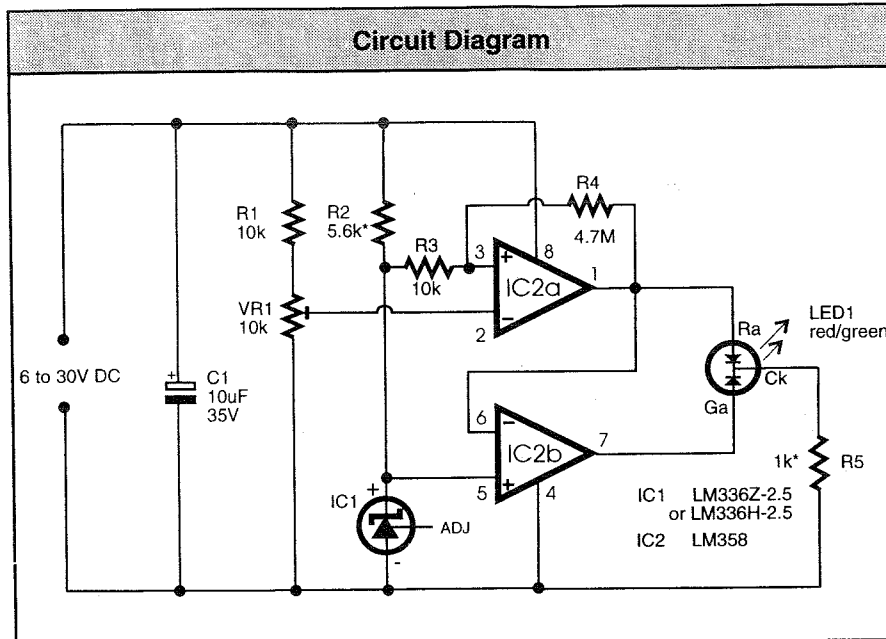 Circuit Diagram
R1
10k
R2
5.6k*
R3
10k
R4
4.7M
3
+
8
IC2a
1
-
2
VR1
10k
LED1
red/green
Ra
Ck
Ga
6 to 30V DC
+
C1
10uF
35V
6
-
IC2b
7
5
+
4
1k*
R5
IC1
+
ADJ
-
IC1 LM336Z-2.5
or LM336H-2.5
IC2 LM358